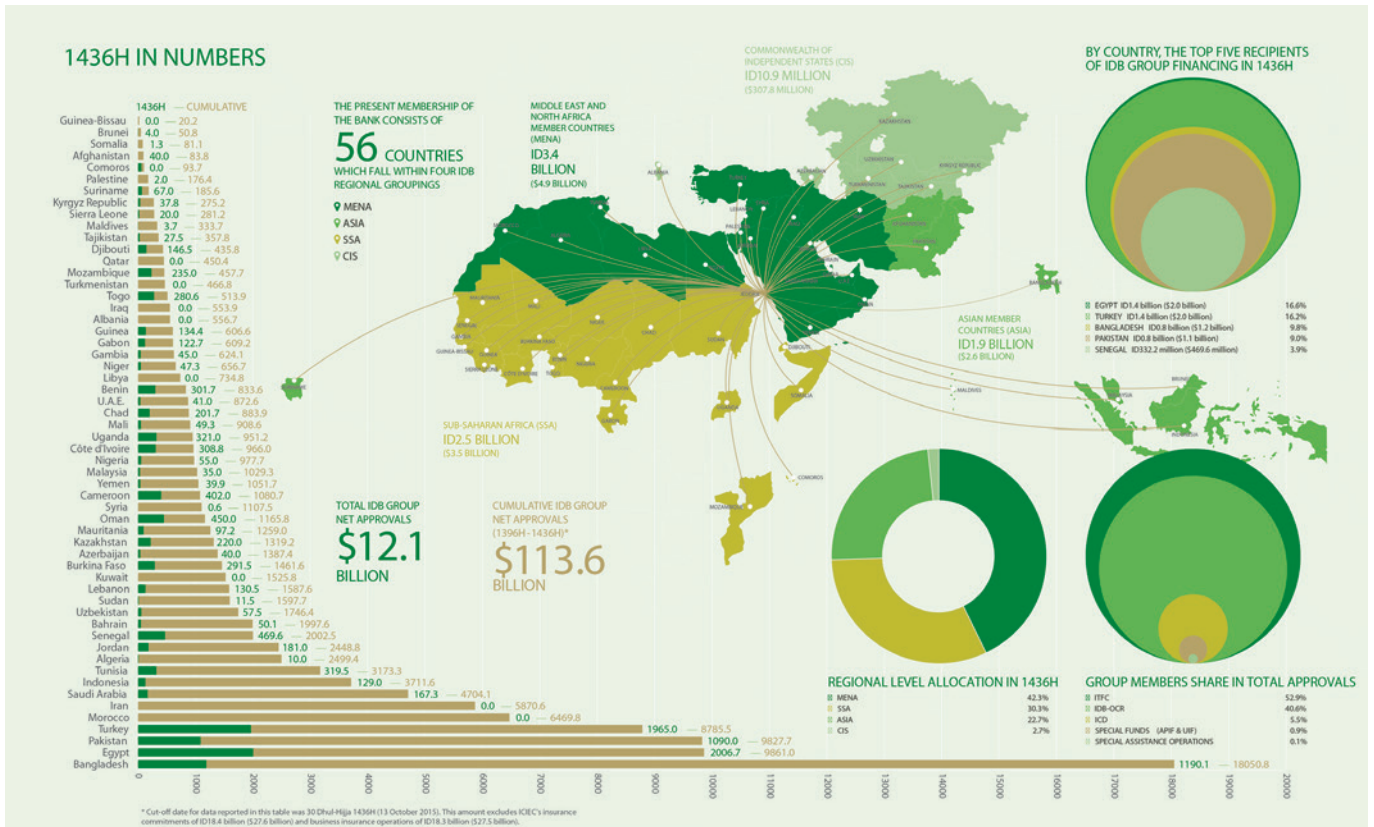 1436H IN NUMBERS
1436H — CUMULATIVE
Guinea-Bissau 0.0 — 20.2
Brunei 4.0 — 50.8
Somalia 1.3 — 81.1
Afghanistan 40.0 — 83.8
Comoros 0.0 — 93.7
Palestine 2.0 — 176.4
Suriname 67.0 — 185.6
Kyrgyz Republic 37.8 — 275.2
Sierra Leone 20.0 — 281.2
Maldives 3.7 — 333.7
Tajikistan 27.5 — 357.8
Djibouti 146.5 — 435.8
Qatar 0.0 — 450.4
Mozambique 235.0 — 457.7
Turkmenistan 0.0 — 466.8
Togo 280.6 — 513.9
Iraq 0.0 — 553.9
Albania 0.0 — 556.7
Guinea 134.4 — 606.6
Gabon 122.7 — 609.2
Gambia 45.0 — 624.1
Niger 47.3 — 656.7
Libya 0.0 — 734.8
Benin 301.7 — 833.6
U.A.E. 41.0 — 872.6
Chad 201.7 — 883.9
Mali 49.3 — 908.6
Uganda 321.0 — 951.2
Côte d'Ivoire 308.8 — 966.0
Nigeria 55.0 — 977.7
Malaysia 35.0 — 1029.3
Yemen 39.9 — 1051.7
Cameroon 402.0 — 1080.7
Syria 0.6 — 1107.5
Oman 450.0 — 1165.8
Mauritania 97.2 — 1259.0
Kazakhstan 220.0 — 1319.2
Azerbaijan 40.0 — 1387.4
Burkina Faso 291.5 — 1461.6
Kuwait 0.0 — 1525.8
Lebanon 130.5 — 1587.6
Sudan 11.5 — 1597.7
Uzbekistan 57.5 — 1746.4
Bahrain 50.1 — 1997.6
Senegal 469.6 — 2002.5
Jordan 181.0 — 2448.8
Algeria 10.0 — 2499.4
Tunisia 319.5 — 3173.3
Indonesia 129.0 — 3711.6
Saudi Arabia 167.3 — 4704.1
Iran 0.0 — 5870.6
Morocco 0.0 — 6469.8
Turkey 1965.0 — 8785.5
Pakistan 1090.0 — 9827.7
Egypt 2006.7 — 9861.0
Bangladesh 1190.1 — 18050.8
0 1000 2000 3000 4000 5000 6000 7000 8000 9000 10000 11000 12000 13000 14000 15000 16000 17000 18000 19000 20000
* Cut-off date for data reported in this table was 30 Dhul-Hijja 1436H (13 October 2015). This amount excludes ICIEC's insurance
commitments of ID18.4 billion ($27.6 billion) and business insurance operations of ID18.3 billion ($27.5 billion).
THE PRESENT MEMBERSHIP OF
THE BANK CONSISTS OF
56 COUNTRIES
WHICH FALL WITHIN FOUR IDB
REGIONAL GROUPINGS
MENA
ASIA
SSA
CIS
MIDDLE EAST AND
NORTH AFRICA
MEMBER COUNTRIES
(MENA)
ID3.4
BILLION
($4.9 BILLION)
COMMONWEALTH OF
INDEPENDENT STATES (CIS)
ID10.9 MILLION
($307.8 MILLION)
ASIAN MEMBER
COUNTRIES (ASIA)
ID1.9 BILLION
($2.6 BILLION)
SUB-SAHARAN AFRICA (SSA)
ID2.5 BILLION
($3.5 BILLION)
ALBANIA
KAZAKHSTAN
UZBEKISTAN
KYRGYZ REPUBLIC
TURKMENISTAN
MAURITANIA
GUINEA-BISSAU
SIERRA LEONE
BURKINA FASO
DJIBOUTI
SOMALIA
UGANDA
MALDIVES
COMOROS
MOZAMBIQUE
BRUNEI
TOTAL IDB GROUP
NET APPROVALS
$12.1
BILLION
CUMULATIVE IDB GROUP
NET APPROVALS
(1396H - 1436H)*
$113.6
BILLION
BY COUNTRY, THE TOP FIVE RECIPIENTS
OF IDB GROUP FINANCING IN 1436H
EGYPT ID1.4 billion ($2.0 billion) 16.6%
TURKEY ID1.4 billion ($2.0 billion) 16.2%
BANGLADESH ID0.8 billion ($1.2 billion) 9.8%
PAKISTAN ID0.8 billion ($1.1 billion) 9.0%
SENEGAL ID332.2 million ($469.6 million) 3.9%
REGIONAL LEVEL ALLOCATION IN 1436H
MENA 42.3%
SSA 30.3%
ASIA 22.7%
CIS 2.7%
GROUP MEMBERS SHARE IN TOTAL APPROVALS
ITFC 52.9%
IDB-OCR 40.6%
ICD 5.5%
SPECIAL FUNDS (APIF & UIF) 0.9%
SPECIAL ASSISTANCE OPERATIONS 0.1%